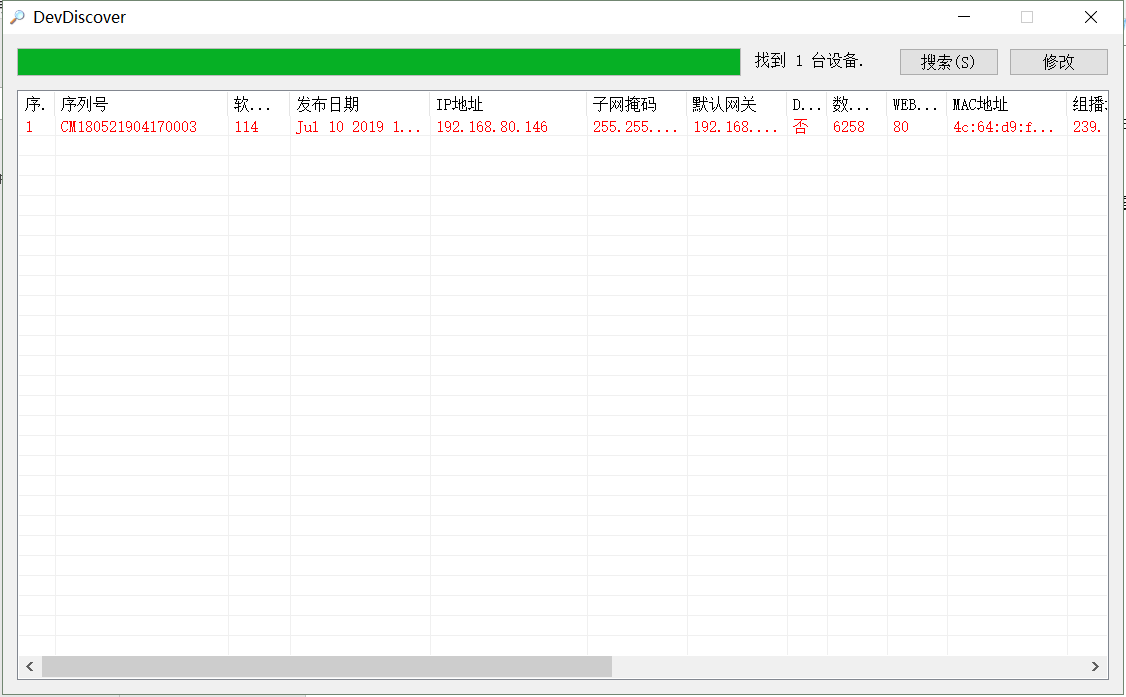 DevDiscover
找到 1 台设备. 搜索(S) 修改
序. 序列号 软... 发布日期 IP地址 子网掩码 默认网关 D... 数... WEB... MAC地址 组播
1 CM180521904170003 114 Jul 10 2019 1... 192.168.80.146 255.255.... 192.168.... 否 6258 80 4c:64:d9:f... 239.